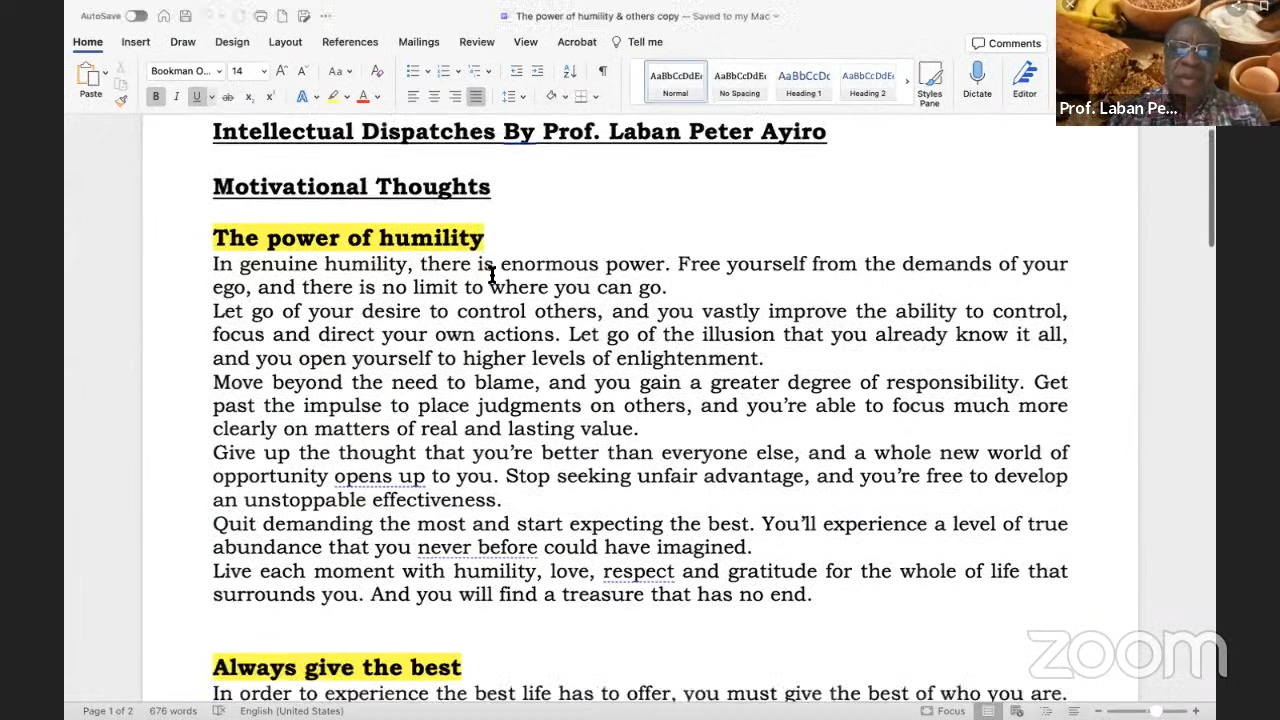 AutoSave
The power of humility & others copy — Saved to my Mac
Home Insert Draw Design Layout References Mailings Review View Acrobat Tell me
Comments
Paste
Bookman O... 14
AaBbCcDdEe AaBbCcDdEe AaBbCcDc AaBbCcDdEe
Normal No Spacing Heading 1 Heading 2
Styles Pane
Dictate
Editor
Prof. Laban Pe...
Intellectual Dispatches By Prof. Laban Peter Ayiro
Motivational Thoughts
The power of humility
In genuine humility, there is enormous power. Free yourself from the demands of your
ego, and there is no limit to where you can go.
Let go of your desire to control others, and you vastly improve the ability to control,
focus and direct your own actions. Let go of the illusion that you already know it all,
and you open yourself to higher levels of enlightenment.
Move beyond the need to blame, and you gain a greater degree of responsibility. Get
past the impulse to place judgments on others, and you’re able to focus much more
clearly on matters of real and lasting value.
Give up the thought that you’re better than everyone else, and a whole new world of
opportunity opens up to you. Stop seeking unfair advantage, and you’re free to develop
an unstoppable effectiveness.
Quit demanding the most and start expecting the best. You’ll experience a level of true
abundance that you never before could have imagined.
Live each moment with humility, love, respect and gratitude for the whole of life that
surrounds you. And you will find a treasure that has no end.
Always give the best
In order to experience the best life has to offer, you must give the best of who you are.
zoom
Page 1 of 2 676 words English (United States) Focus